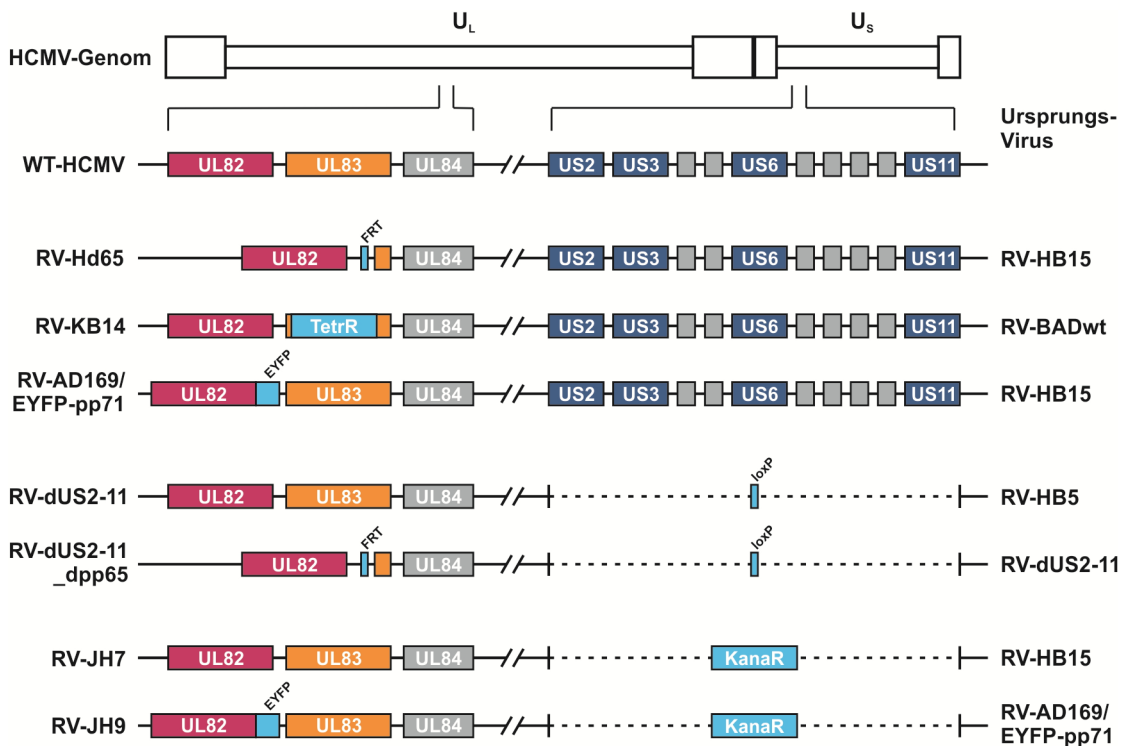 U_L U_S
HCMV-Genom
Ursprungs-
Virus
WT-HCMV UL82 UL83 UL84 US2 US3 US6 US11
FRT
RV-Hd65 UL82 UL84 US2 US3 US6 US11 RV-HB15
RV-KB14 UL82 TetrR UL84 US2 US3 US6 US11 RV-BADwt
EYFP
RV-AD169/
EYFP-pp71 UL82 UL83 UL84 US2 US3 US6 US11 RV-HB15
loxP
RV-dUS2-11 UL82 UL83 UL84 RV-HB5
FRT loxP
RV-dUS2-11
_dpp65 UL82 UL84 RV-dUS2-11
RV-JH7 UL82 UL83 UL84 KanaR RV-HB15
EYFP
RV-JH9 UL82 UL83 UL84 KanaR RV-AD169/
EYFP-pp71